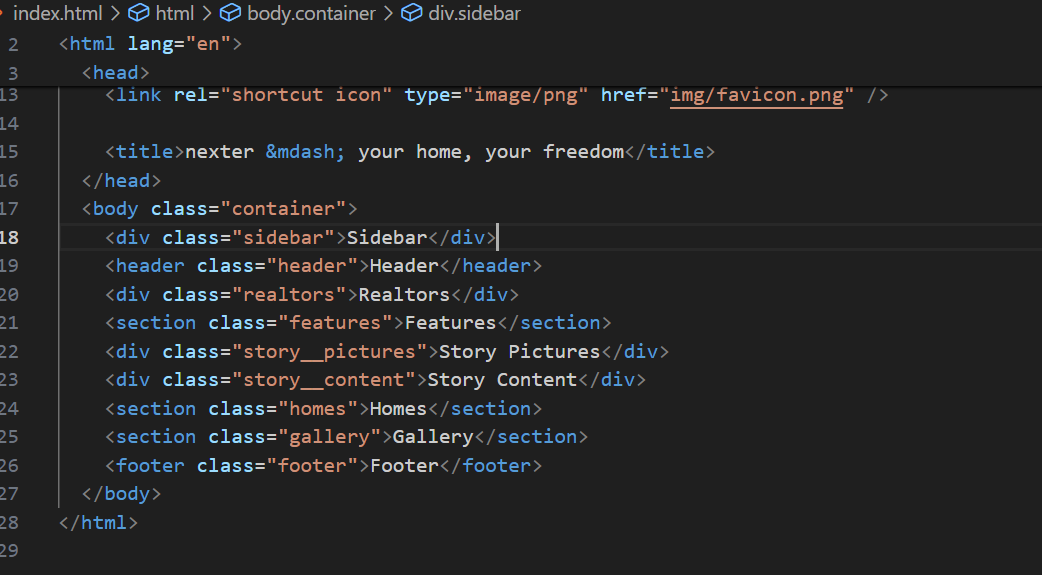 index.html > html > body.container > div.sidebar
2 <html lang="en">
3 <head>
13 <link rel="shortcut icon" type="image/png" href="img/favicon.png" />
14
15 <title>nexter &mdash; your home, your freedom</title>
16 </head>
17 <body class="container">
18 <div class="sidebar">Sidebar</div>
19 <header class="header">Header</header>
20 <div class="realtors">Realtors</div>
21 <section class="features">Features</section>
22 <div class="story__pictures">Story Pictures</div>
23 <div class="story__content">Story Content</div>
24 <section class="homes">Homes</section>
25 <section class="gallery">Gallery</section>
26 <footer class="footer">Footer</footer>
27 </body>
28 </html>
29